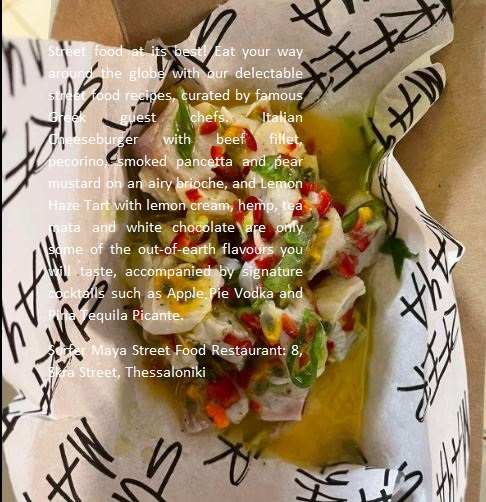 Street food at its best! Eat your way
around the globe with our delectable
street food recipes, curated by famous
Greek guest chefs. Italian
Cheeseburger with beef fillet,
pecorino, smoked pancetta and pear
mustard on an airy brioche, and Lemon
Haze Tart with lemon cream, hemp, tea
mata and white chocolate are only
some of the out-of-earth flavours you
will taste, accompanied by signature
cocktails such as Apple Pie Vodka and
Pina Tequila Picante.
Surfer Maya Street Food Restaurant: 8,
Skra Street, Thessaloniki